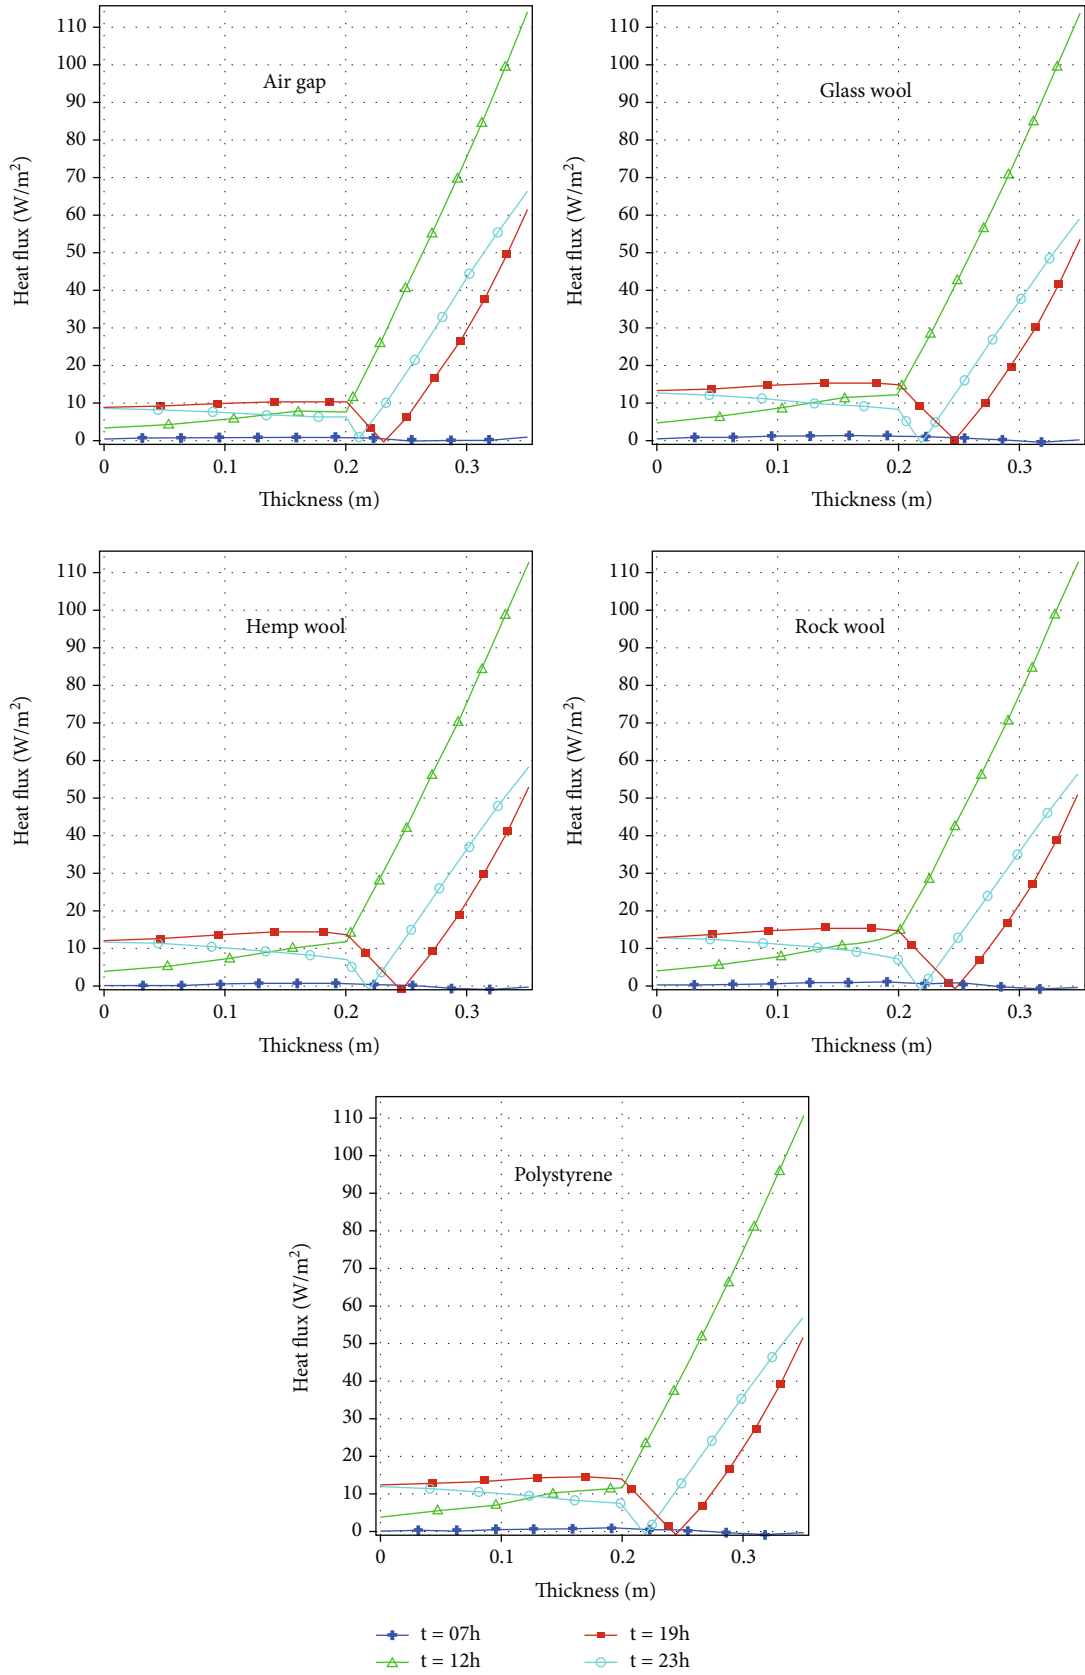 110
100
90
80
70
60
50
40
30
20
10
0
Heat flux (W/m²)
Air gap
0 0.1 0.2 0.3
Thickness (m)
110
100
90
80
70
60
50
40
30
20
10
0
Heat flux (W/m²)
Glass wool
0 0.1 0.2 0.3
Thickness (m)
110
100
90
80
70
60
50
40
30
20
10
0
Heat flux (W/m²)
Hemp wool
0 0.1 0.2 0.3
Thickness (m)
110
100
90
80
70
60
50
40
30
20
10
0
Heat flux (W/m²)
Rock wool
0 0.1 0.2 0.3
Thickness (m)
110
100
90
80
70
60
50
40
30
20
10
0
Heat flux (W/m²)
Polystyrene
0 0.1 0.2 0.3
Thickness (m)
t = 07h
t = 12h
t = 19h
t = 23h